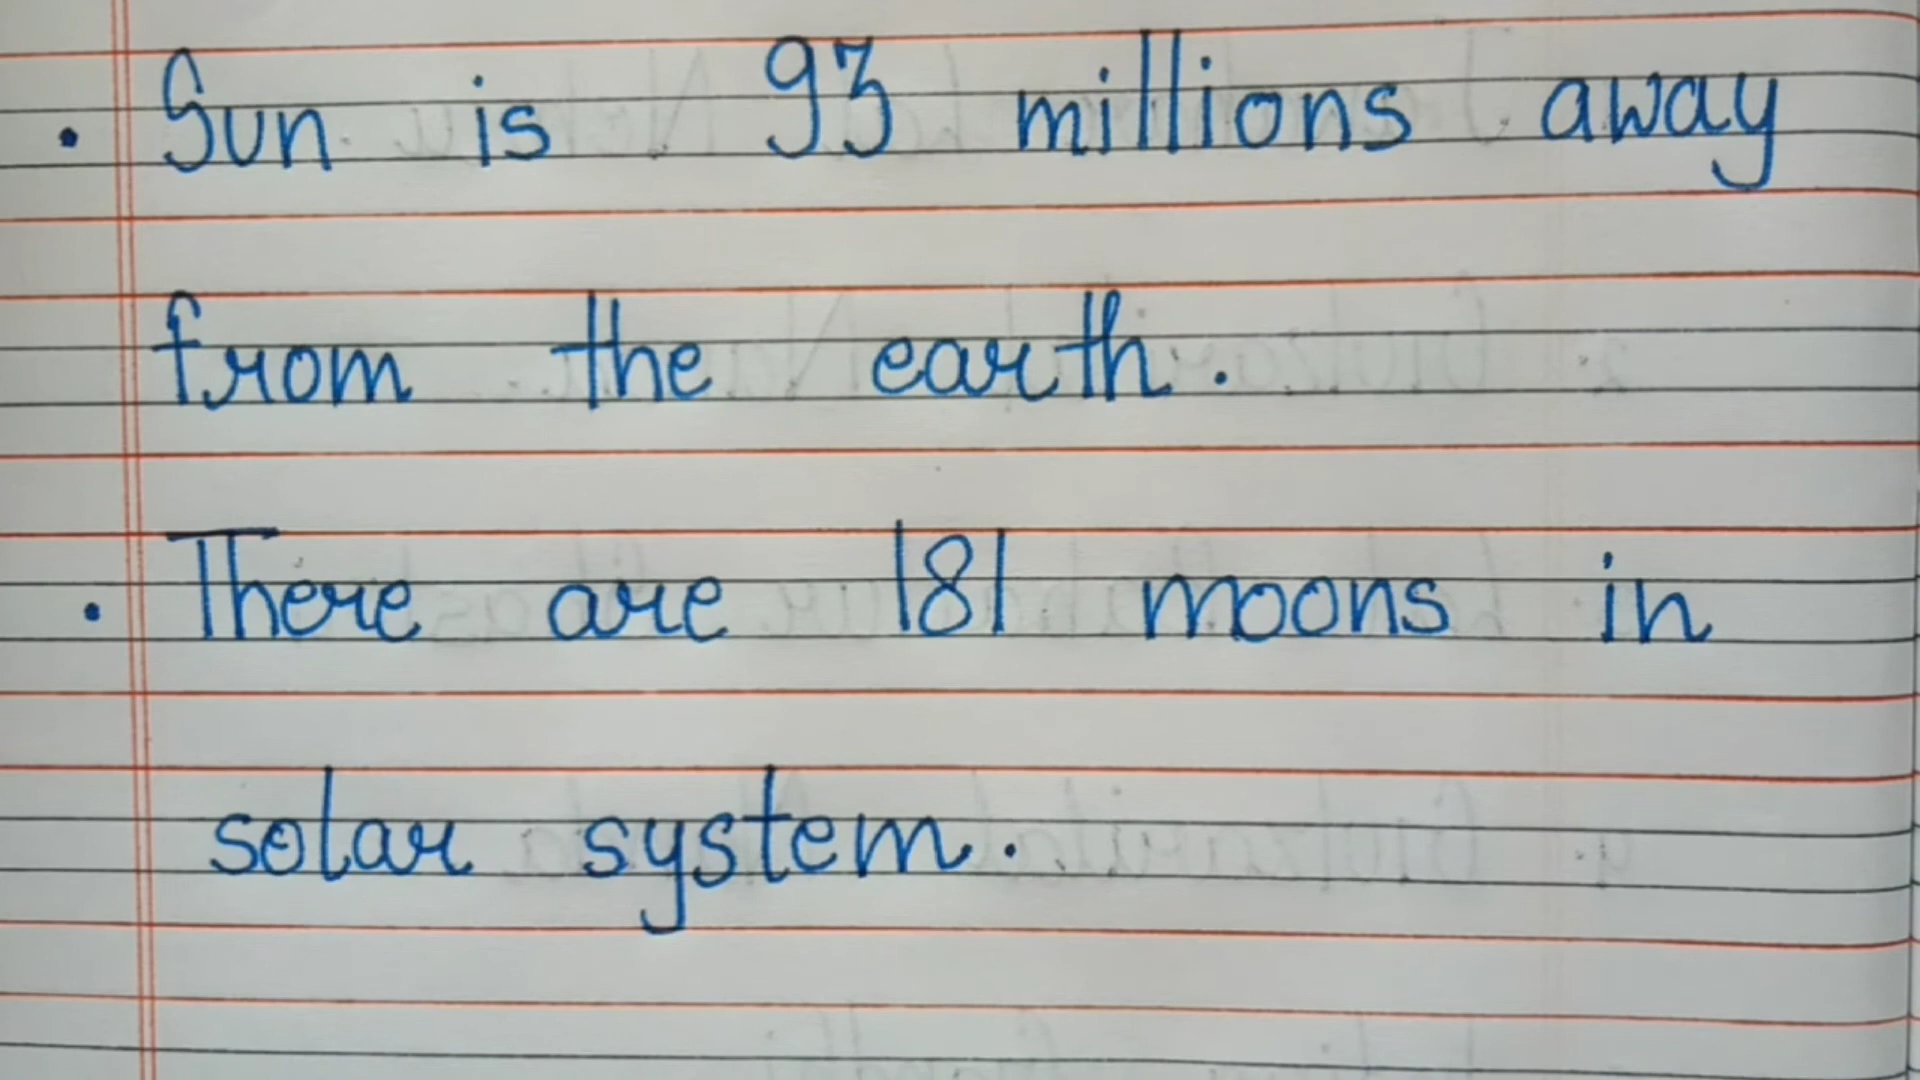 • Sun is 93 millions away
from the earth.
• There are 181 moons in
solar system.